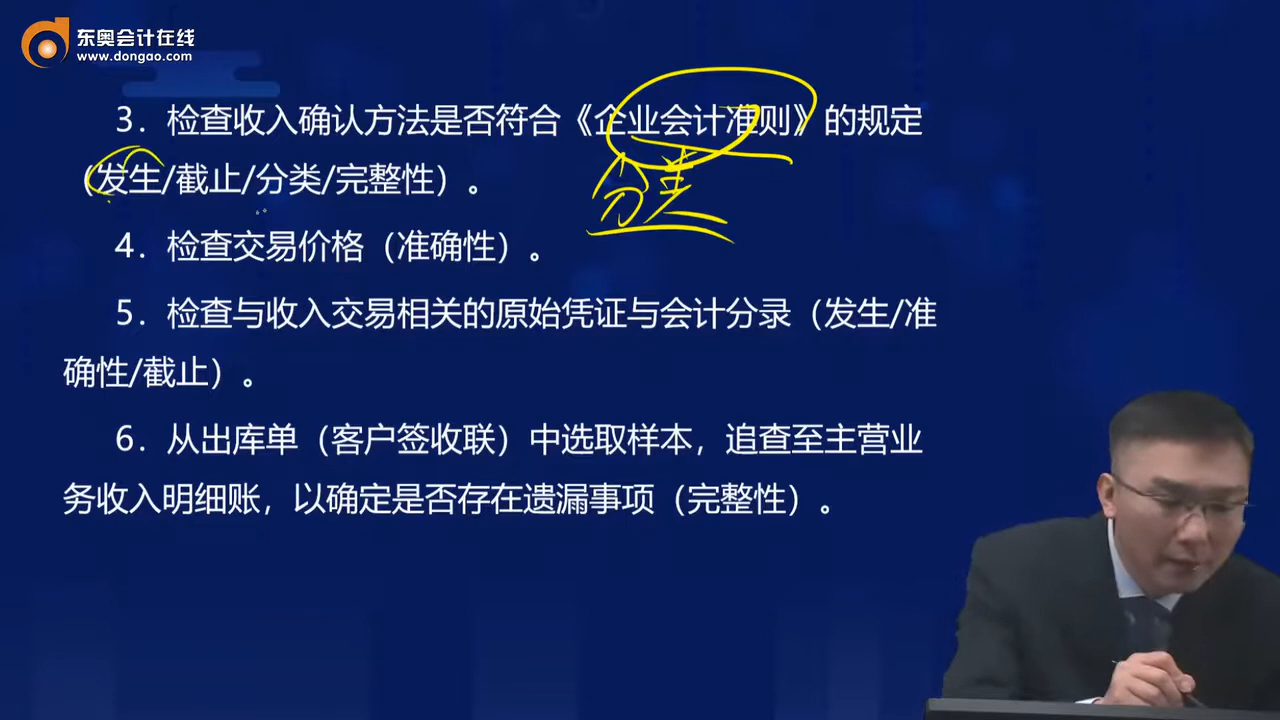 东奥会计在线
www.dongao.com
3. 检查收入确认方法是否符合《企业会计准则》的规定
（发生/截止/分类/完整性）。
分类
4. 检查交易价格（准确性）。
5. 检查与收入交易相关的原始凭证与会计分录（发生/准
确性/截止）。
6. 从出库单（客户签收联）中选取样本，追查至主营业
务收入明细账，以确定是否存在遗漏事项（完整性）。